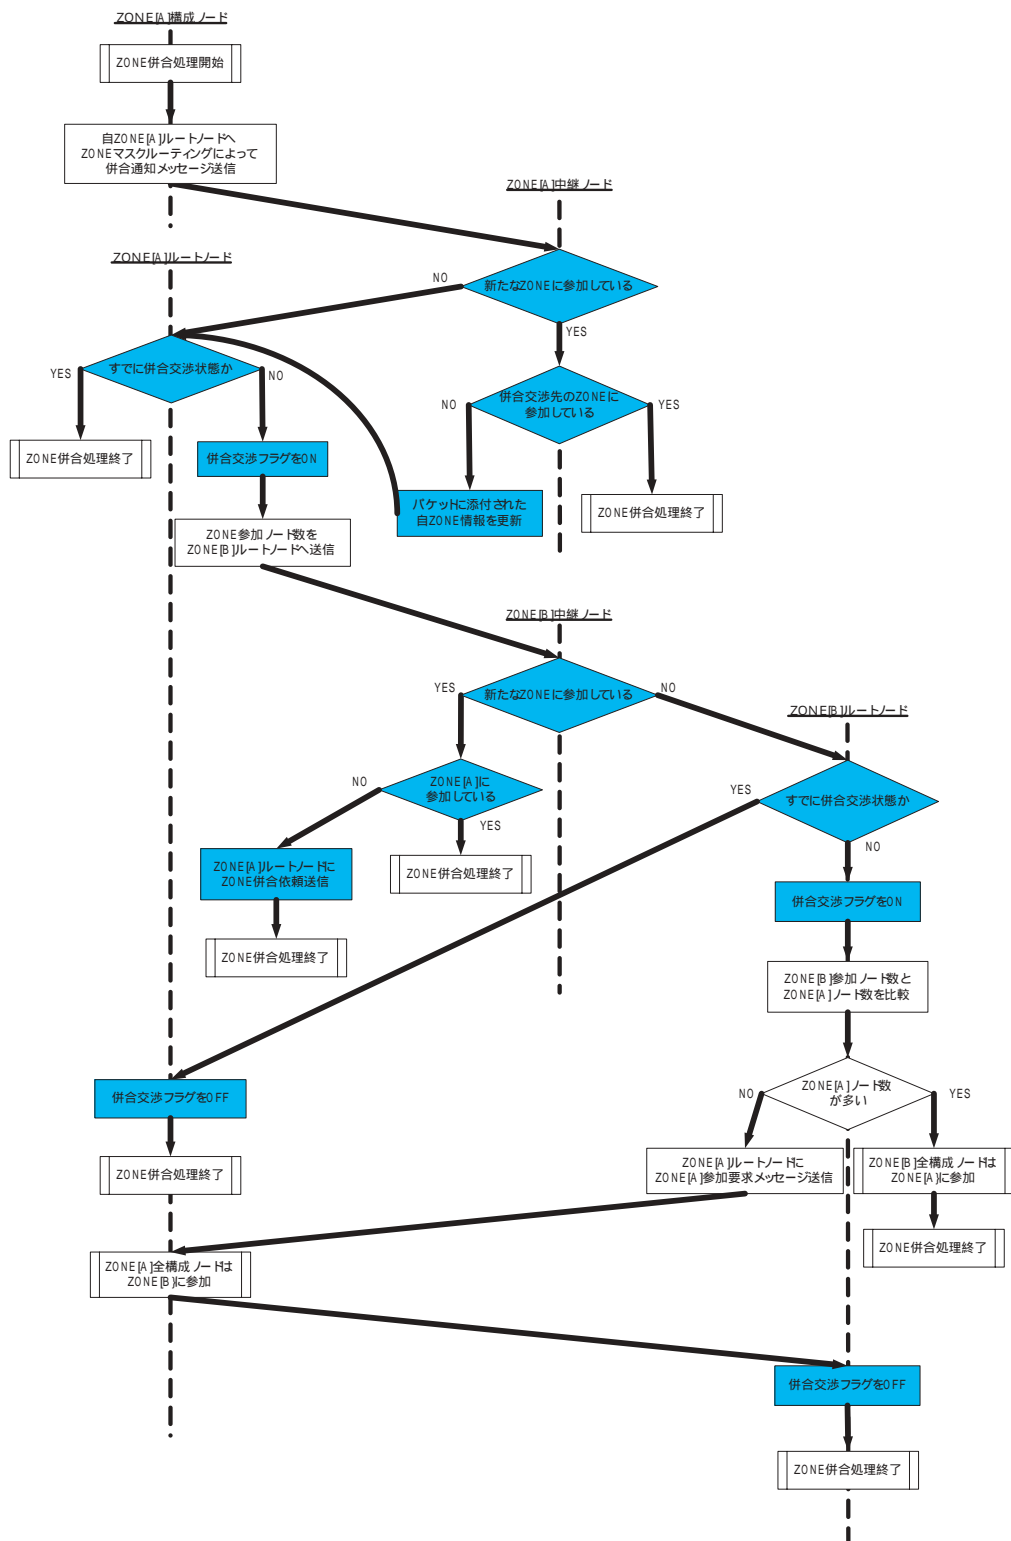 ZONE[A]構成ノード
ZONE併合処理開始
自ZONE[A]ルートノードへ
ZONEマスクルーティングによって
併合通知メッセージ送信
ZONE[A]中継ノード
新たなZONEに参加している
NO
YES
ZONE[A]ルートノード
すでに併合交渉状態か
YES
NO
併合交渉先のZONEに
参加している
NO
YES
ZONE併合処理終了
併合交渉フラグをON
パケットに添付された
自ZONE情報を更新
ZONE併合処理終了
ZONE参加ノード数を
ZONE[B]ルートノードへ送信
ZONE[B]中継ノード
新たなZONEに参加している
YES
NO
ZONE[B]ルートノード
ZONE[A]に
参加している
NO
YES
すでに併合交渉状態か
YES
NO
ZONE[A]ルートノードに
ZONE併合依頼送信
ZONE併合処理終了
併合交渉フラグをON
ZONE併合処理終了
ZONE[B]参加ノード数と
ZONE[A]ノード数を比較
ZONE[A]ノード数
が多い
NO
YES
併合交渉フラグをOFF
ZONE併合処理終了
ZONE[A]ルートノードに
ZONE[A]参加要求メッセージ送信
ZONE[B]全構成ノードは
ZONE[A)に参加
ZONE併合処理終了
ZONE[A]全構成ノードは
ZONE[B)に参加
併合交渉フラグをOFF
ZONE併合処理終了